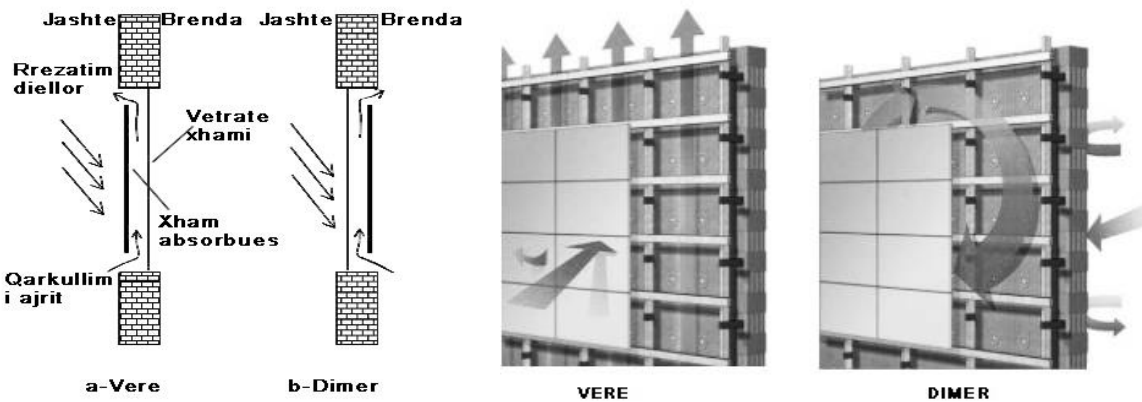 Jashte Brenda
Jashte Brenda
Rrezatim
diellor
Vetrate
xhami
Xham
absorbues
Qarkullim
i ajrit
a-Vere
b-Dimer
VERE
DIMER